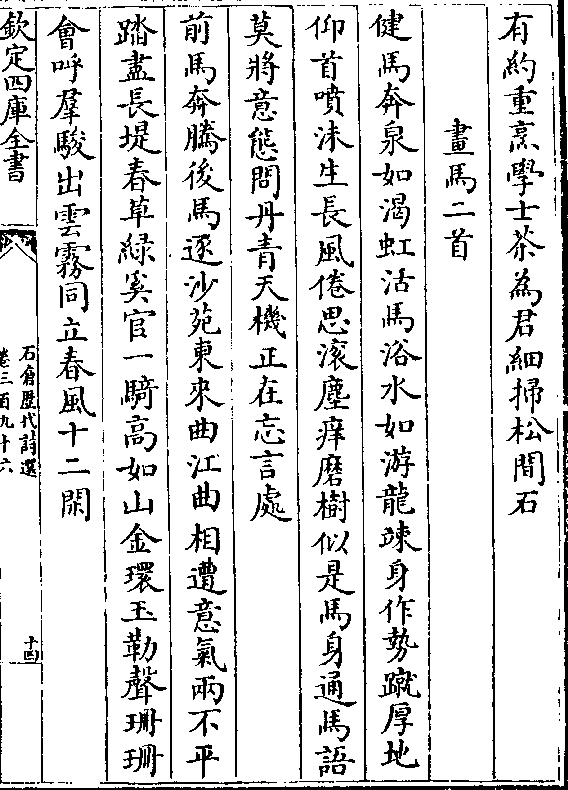 有約重烹學士茶為君細掃松間石
畫馬二首
健馬奔泉如渴虹沽馬浴水如游龍竦身作勢蹴厚地
仰首噴沫生長風倦思滚塵痒磨樹似是馬身通馬語
莫將意態問丹青天機正在忘言處
前馬奔騰後馬逐沙苑東來曲江曲相遭意氣兩不平
踏盡長堤春草綠奚官一騎高如山金環玉勒聲珊珊
會呼羣駿出雲霧同立春風十二閑
欽定四庫全書
石倉歴代詩選
卷三百九十六
十四